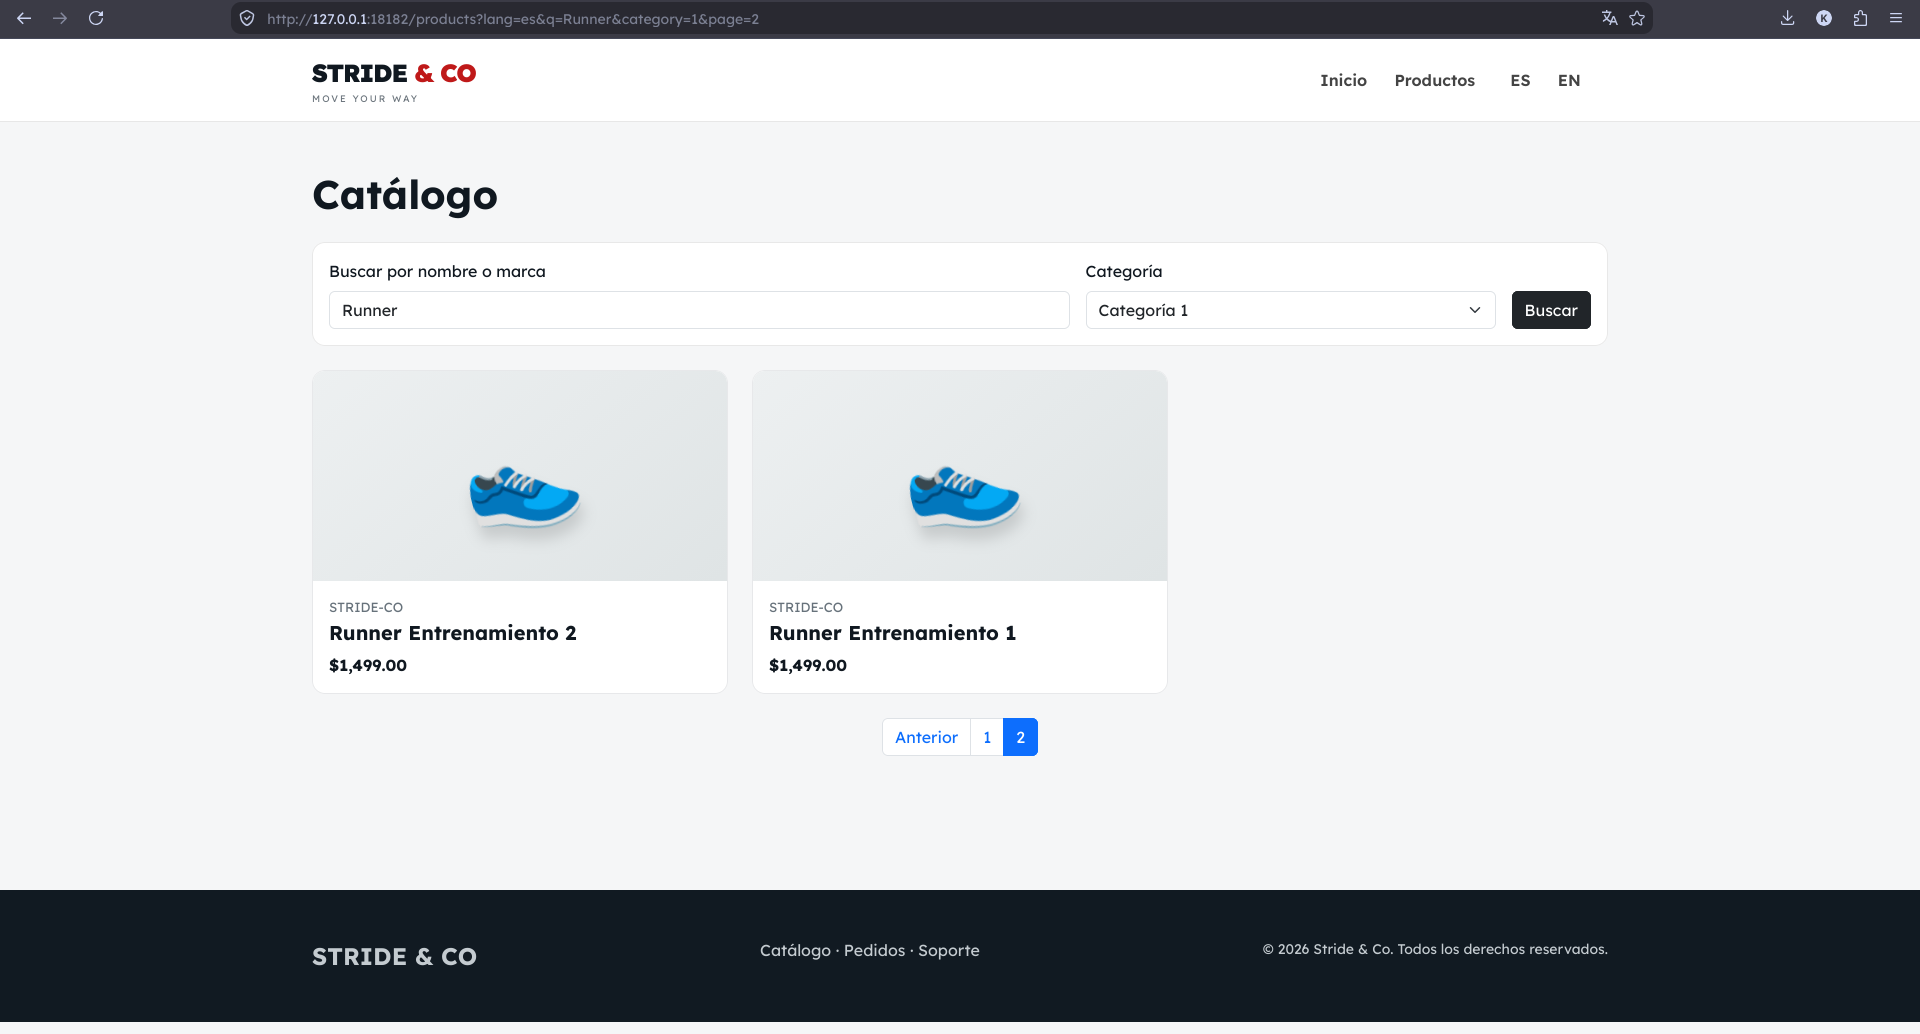 http://127.0.0.1:18182/products?lang=es&q=Runner&category=1&page=2
K
STRIDE & CO
MOVE YOUR WAY
Inicio
Productos
ES
EN
Catálogo
Buscar por nombre o marca
Categoría
Runner
Categoría 1
Buscar
STRIDE-CO
Runner Entrenamiento 2
$1,499.00
STRIDE-CO
Runner Entrenamiento 1
$1,499.00
Anterior
1
2
STRIDE & CO
Catálogo · Pedidos · Soporte
© 2026 Stride & Co. Todos los derechos reservados.